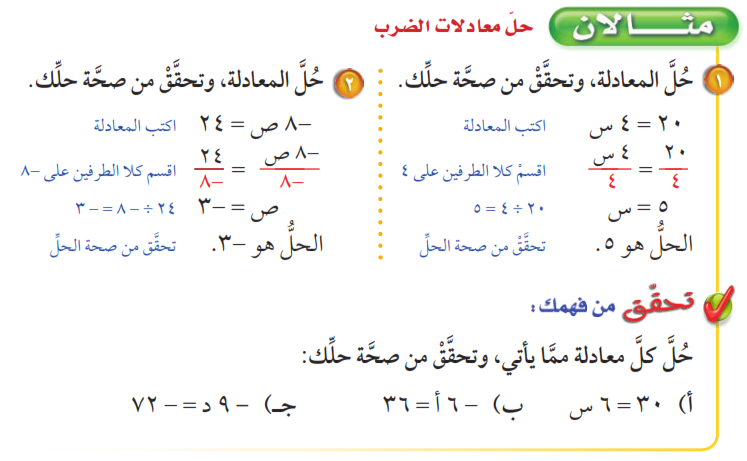 مثالان حلّ معادلات الضرب
١ حُلَّ المعادلة، وتحقَّقْ من صحَّة حلِّك.
٢٠ = ٤ س اكتب المعادلة
٢٠/٤ = ٤ س/٤ اقسمْ كلا الطرفين على ٤
٥ = س ٢٠ ÷ ٤ = ٥
الحلُّ هو ٥. تحقَّقْ من صحَّة الحلِّ
٢ حُلَّ المعادلة، وتحقَّقْ من صحَّة حلِّك.
–٨ ص = ٢٤ اكتب المعادلة
–٨ ص/–٨ = ٢٤/–٨ اقسم كلا الطرفين على –٨
ص = –٣ ٢٤ ÷ –٨ = –٣
الحلُّ هو –٣. تحقَّق من صحة الحلِّ
تحقّق من فهمك:
حُلَّ كلَّ معادلة ممَّا يأتي، وتحقَّقْ من صحَّة حلِّك:
أ) ٣٠ = ٦ س ب) –٦ أ = ٣٦ جـ) –٩ د = –٧٢